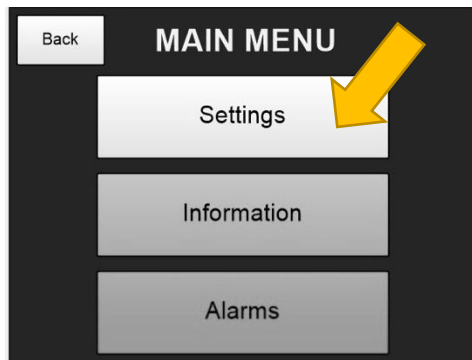 Back
MAIN MENU
Settings
Information
Alarms